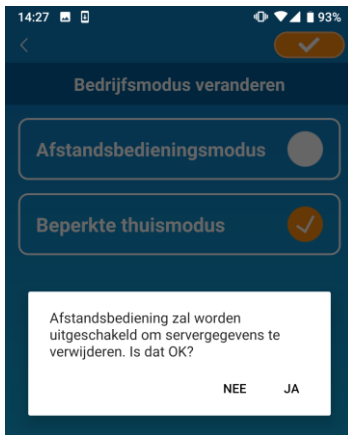 14:27 93%
Bedrijfsmodus veranderen
Afstandsbedieningsmodus
Beperkte thuismodus
Afstandsbediening zal worden
uitgeschakeld om servergegevens te
verwijderen. Is dat OK?
NEE JA